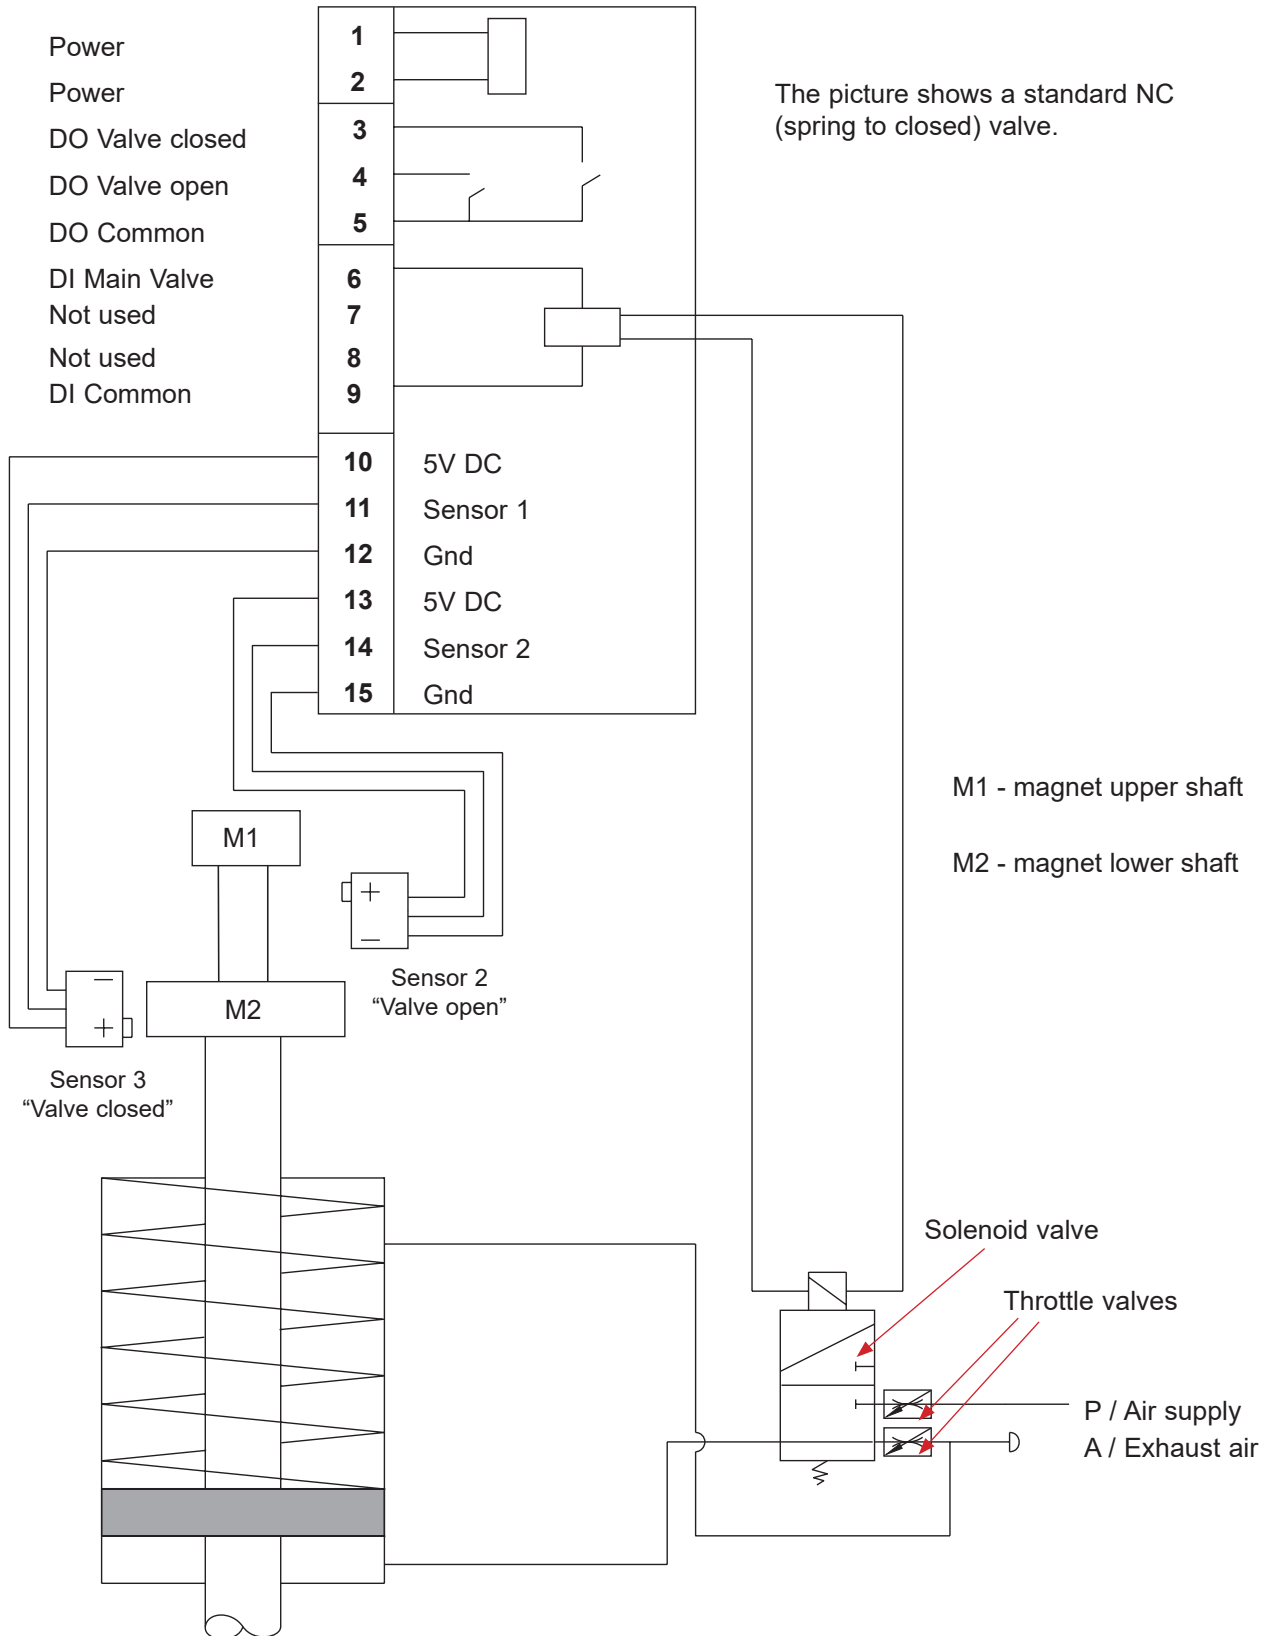 Power
1
Power
2
The picture shows a standard NC
(spring to closed) valve.
DO Valve closed
3
DO Valve open
4
DO Common
5
DI Main Valve
6
Not used
7
Not used
8
DI Common
9
10
5V DC
11
Sensor 1
12
Gnd
13
5V DC
14
Sensor 2
15
Gnd
M1 - magnet upper shaft
M1
M2 - magnet lower shaft
+
—
Sensor 2
“Valve open”
—
M2
+
Sensor 3
“Valve closed”
Solenoid valve
Throttle valves
P / Air supply
A / Exhaust air